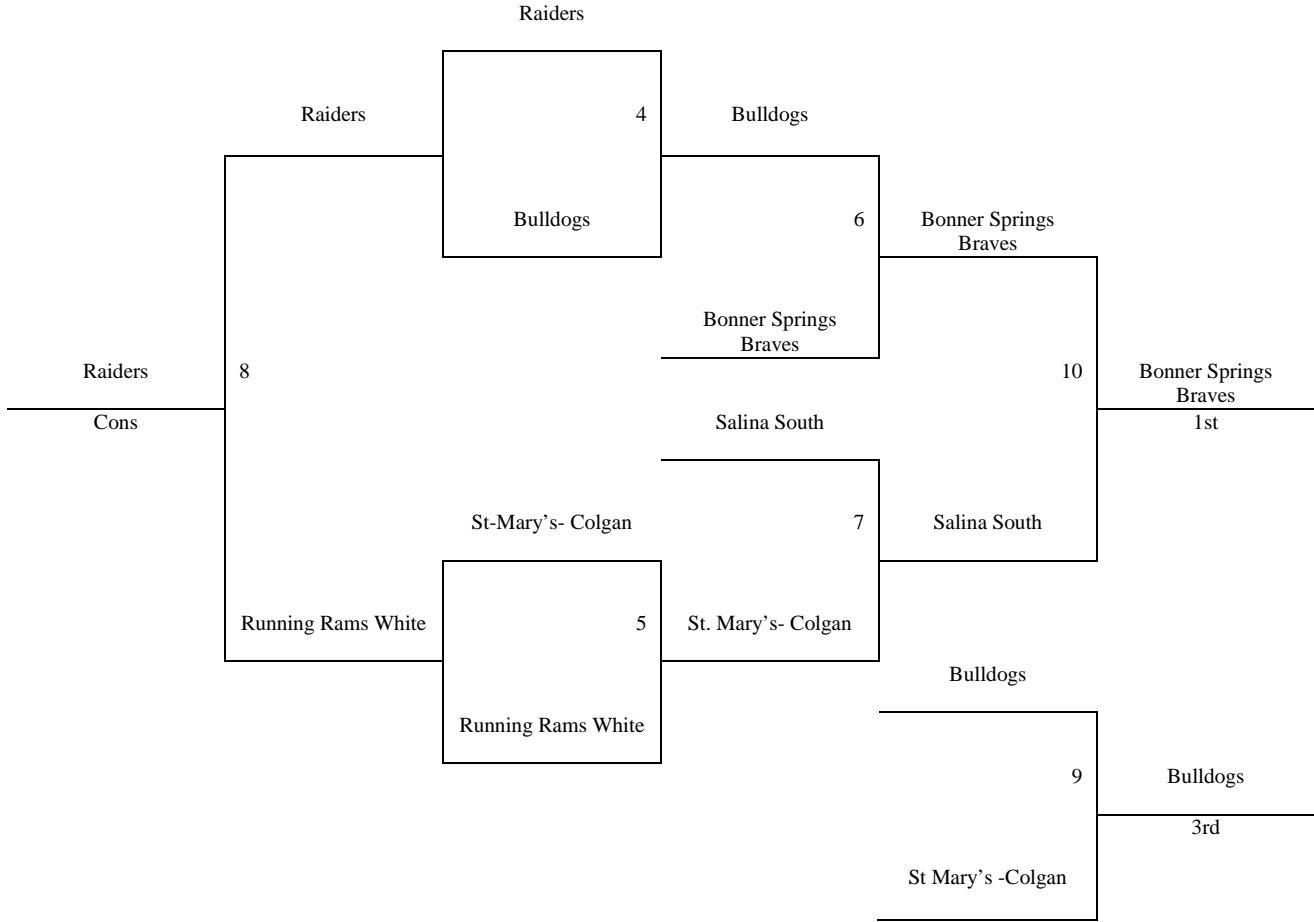 Raiders
Raiders
4
Bulldogs
Bulldogs
6
Bonner Springs
Braves
Bonner Springs
Braves
Raiders
8
10
Bonner Springs
Braves
Cons
Salina South
1st
St-Mary’s- Colgan
7
Salina South
Running Rams White
5
St. Mary’s- Colgan
Bulldogs
Running Rams White
9
Bulldogs
3rd
St Mary’s -Colgan